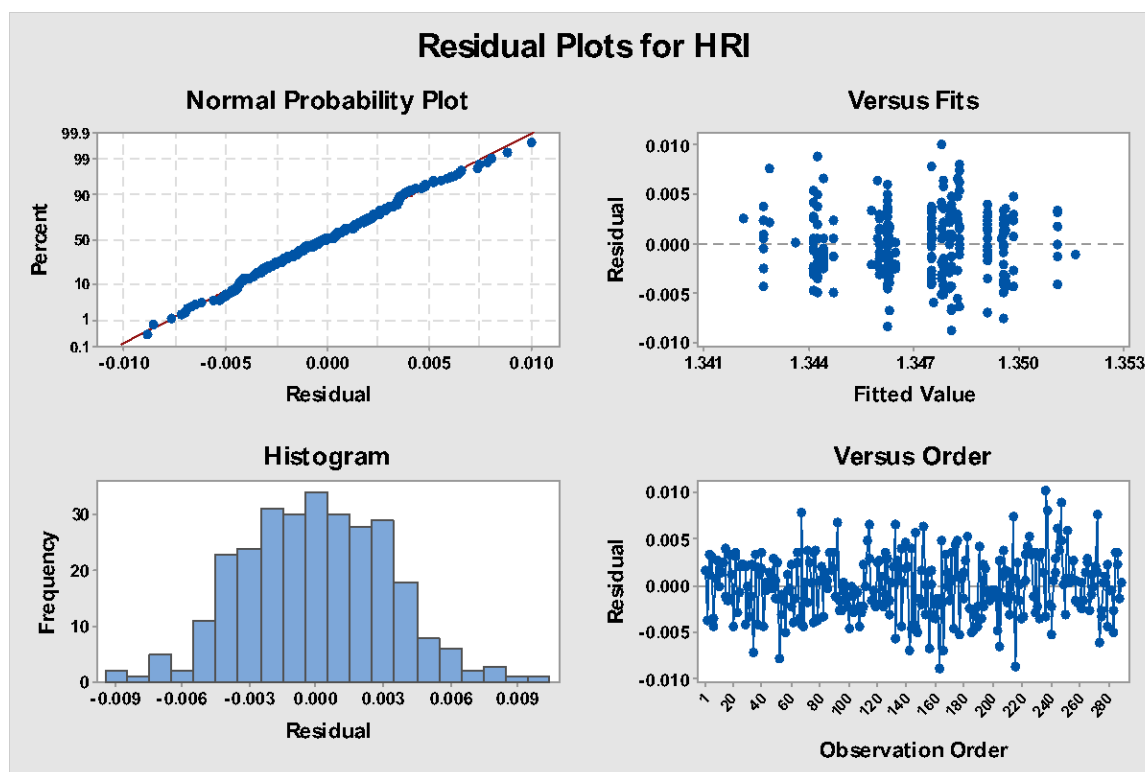 Residual Plots for HRI
Normal Probability Plot
Percent
99.9
99
90
50
10
1
0.1
-0.010 -0.005 0.000 0.005 0.010
Residual
Versus Fits
Residual
0.010
0.005
0.000
-0.005
-0.010
1.341 1.344 1.347 1.350 1.353
Fitted Value
Histogram
Frequency
30
20
10
0
-0.009 -0.006 -0.003 0.000 0.003 0.006 0.009
Residual
Versus Order
Residual
0.010
0.005
0.000
-0.005
-0.010
1 20 40 60 80 100 120 140 160 180 200 220 240 260 280
Observation Order